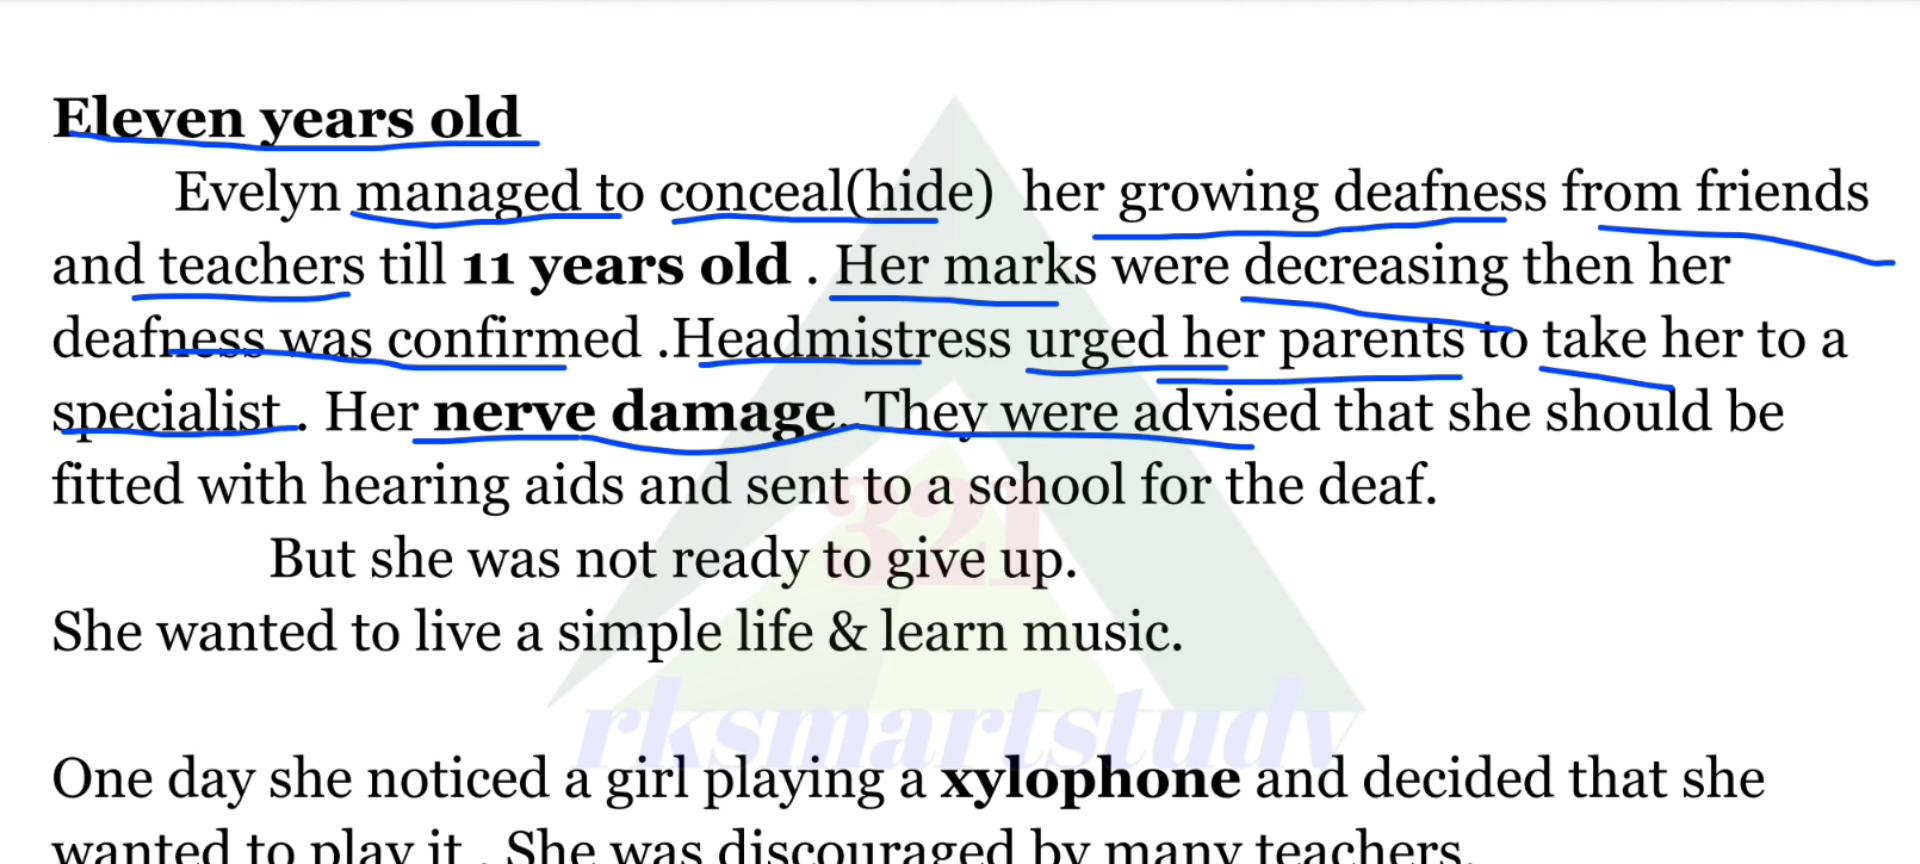 Eleven years old
Evelyn managed to conceal(hide) her growing deafness from friends
and teachers till 11 years old . Her marks were decreasing then her
deafness was confirmed .Headmistress urged her parents to take her to a
specialist . Her nerve damage. They were advised that she should be
fitted with hearing aids and sent to a school for the deaf.
321
But she was not ready to give up.
She wanted to live a simple life & learn music.
rksmartstudy
One day she noticed a girl playing a xylophone and decided that she
wanted to play it . She was discouraged by many teachers.